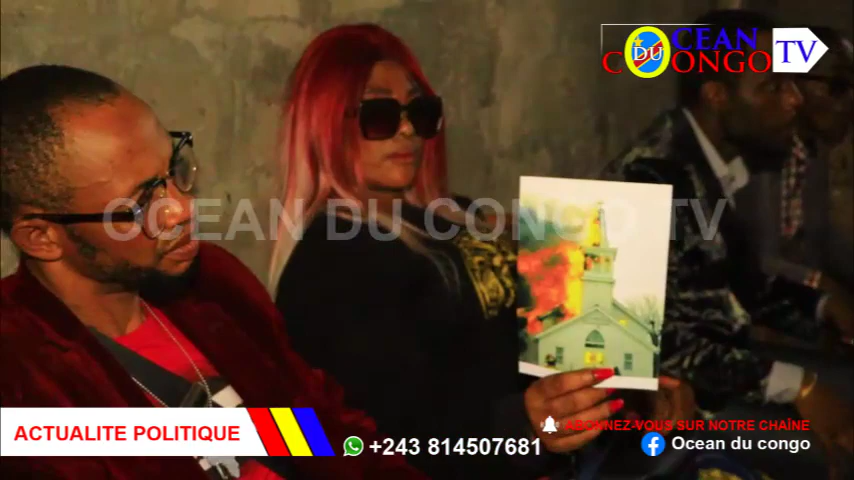 OCEAN
DU
CONGO TV
OCEAN DU CONGO TV
ACTUALITE POLITIQUE
+243 814507681
ABONNEZ-VOUS SUR NOTRE CHAÎNE
Ocean du congo